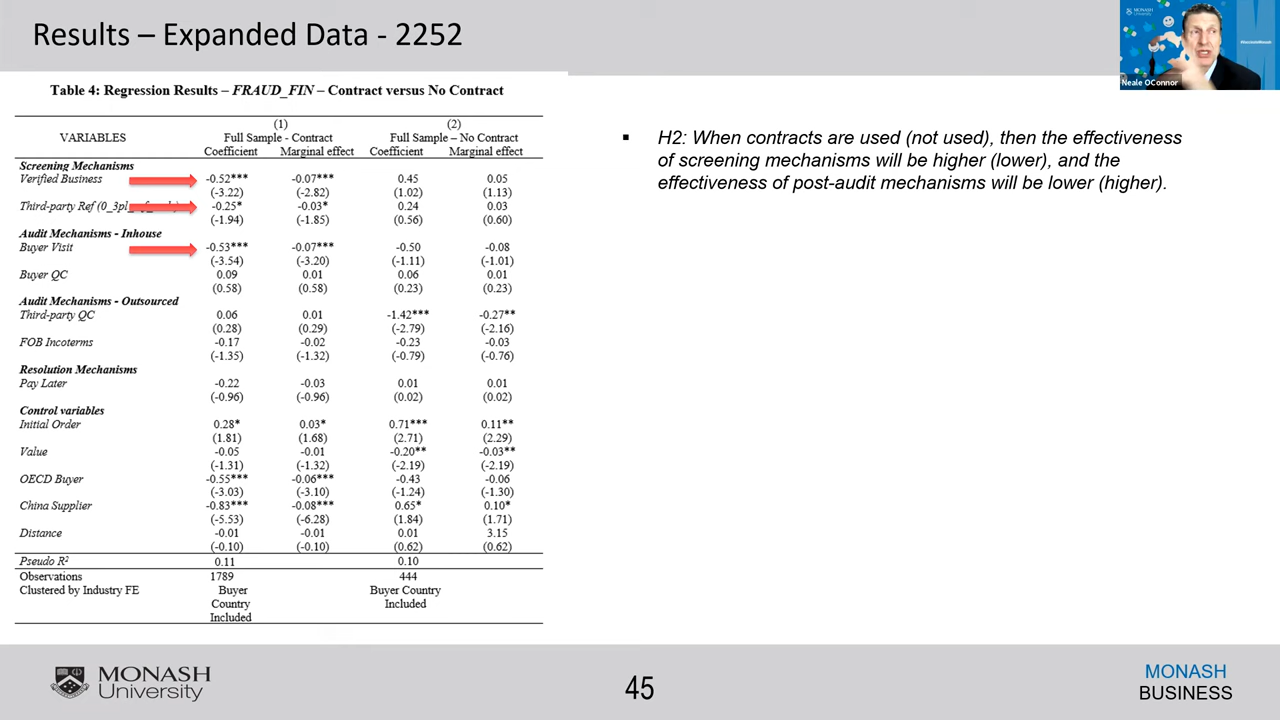 Results – Expanded Data - 2252
MONASH University
Neale OConnor
Table 4: Regression Results – FRAUD_FIN – Contract versus No Contract
(1) (2)
VARIABLES Full Sample - Contract Full Sample – No Contract
Coefficient Marginal effect Coefficient Marginal effect
Screening Mechanisms
Verified Business -0.52*** -0.07*** 0.45 0.05
(-3.22) (-2.82) (1.02) (1.13)
Third-party Ref -0.25* -0.03* 0.24 0.03
(-1.94) (-1.85) (0.56) (0.60)
Audit Mechanisms - Inhouse
Buyer Visit -0.53*** -0.07*** -0.50 -0.08
(-3.54) (-3.20) (-1.11) (-1.01)
Buyer QC 0.09 0.01 0.06 0.01
(0.58) (0.58) (0.23) (0.23)
Audit Mechanisms - Outsourced
Third-party QC 0.06 0.01 -1.42*** -0.27**
(0.28) (0.29) (-2.79) (-2.16)
FOB Incoterms -0.17 -0.02 -0.23 -0.03
(-1.35) (-1.32) (-0.79) (-0.76)
Resolution Mechanisms
Pay Later -0.22 -0.03 0.01 0.01
(-0.96) (-0.96) (0.02) (0.02)
Control variables
Initial Order 0.28* 0.03* 0.71*** 0.11**
(1.81) (1.68) (2.71) (2.29)
Value -0.05 -0.01 -0.20** -0.03**
(-1.31) (-1.32) (-2.19) (-2.19)
OECD Buyer -0.55*** -0.06*** -0.43 -0.06
(-3.03) (-3.10) (-1.24) (-1.30)
China Supplier -0.83*** -0.08*** 0.65* 0.10*
(-5.53) (-6.28) (1.84) (1.71)
Distance -0.01 -0.01 0.01 3.15
(-0.10) (-0.10) (0.62) (0.62)
Pseudo R² 0.11 0.10
Observations 1789 444
Clustered by Industry FE Buyer Buyer Country
Country Included
Included
▪ H2: When contracts are used (not used), then the effectiveness
of screening mechanisms will be higher (lower), and the
effectiveness of post-audit mechanisms will be lower (higher).
MONASH
University
45
MONASH
BUSINESS